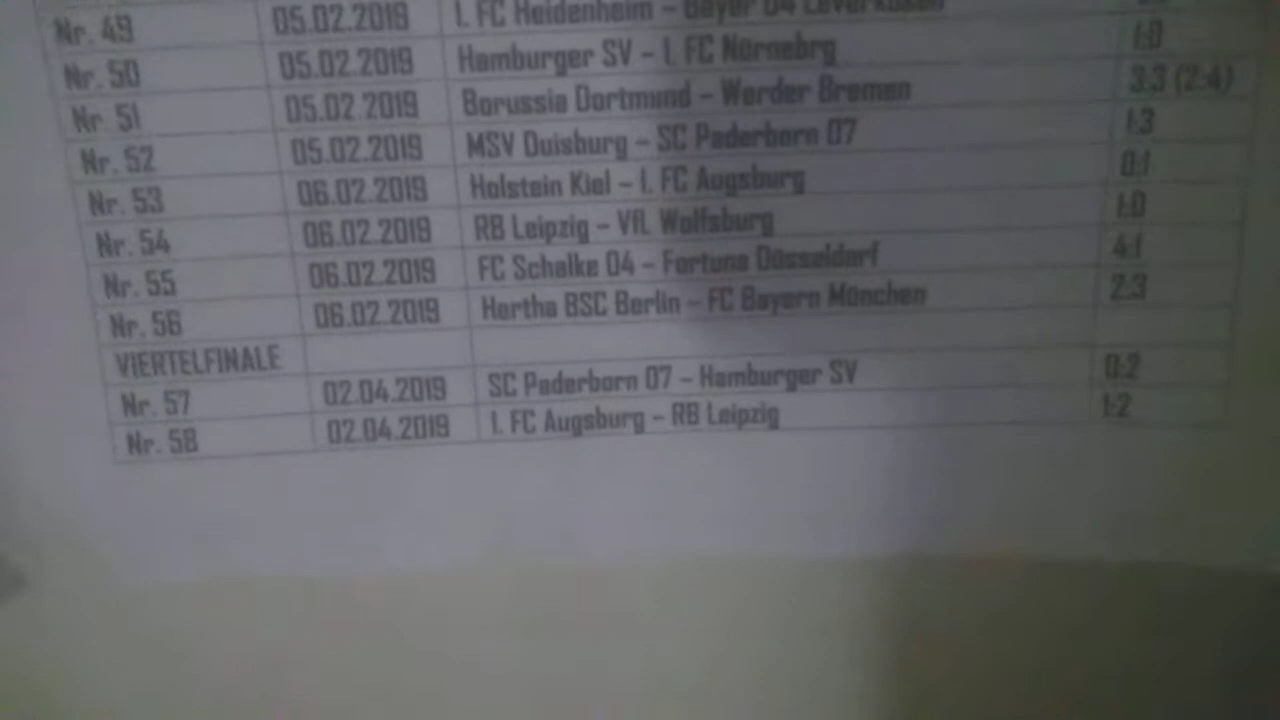 Nr. 49 05.02.2019 1. FC Heidenheim – Bayer 04 Leverkusen
Nr. 50 05.02.2019 Hamburger SV – 1. FC Nürnebrg 1:0
Nr. 51 05.02.2019 Borussia Dortmund – Werder Bremen 3:3 (2:4)
Nr. 52 05.02.2019 MSV Duisburg – SC Paderborn 07 1:3
Nr. 53 06.02.2019 Holstein Kiel – 1. FC Augsburg 0:1
Nr. 54 06.02.2019 RB Leipzig – VfL Wolfsburg 1:0
Nr. 55 06.02.2019 FC Schalke 04 – Fortuna Düsseldorf 4:1
Nr. 56 06.02.2019 Hertha BSC Berlin – FC Bayern München 2:3
VIERTELFINALE
Nr. 57 02.04.2019 SC Paderborn 07 – Hamburger SV 0:2
Nr. 58 02.04.2019 1. FC Augsburg – RB Leipzig 1:2